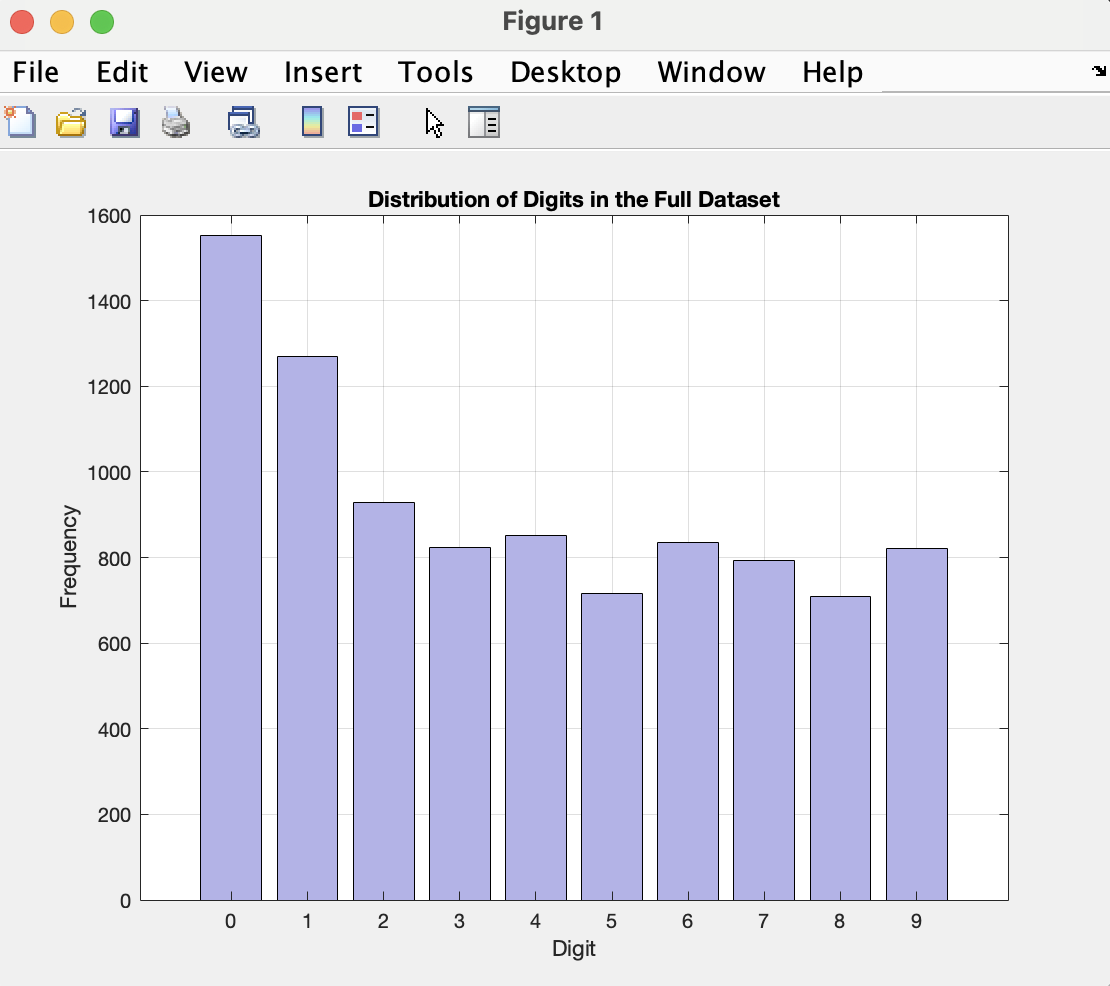 Figure 1
File Edit View Insert Tools Desktop Window Help
Distribution of Digits in the Full Dataset
1600
1400
1200
1000
800
600
400
200
0
Frequency
0 1 2 3 4 5 6 7 8 9
Digit